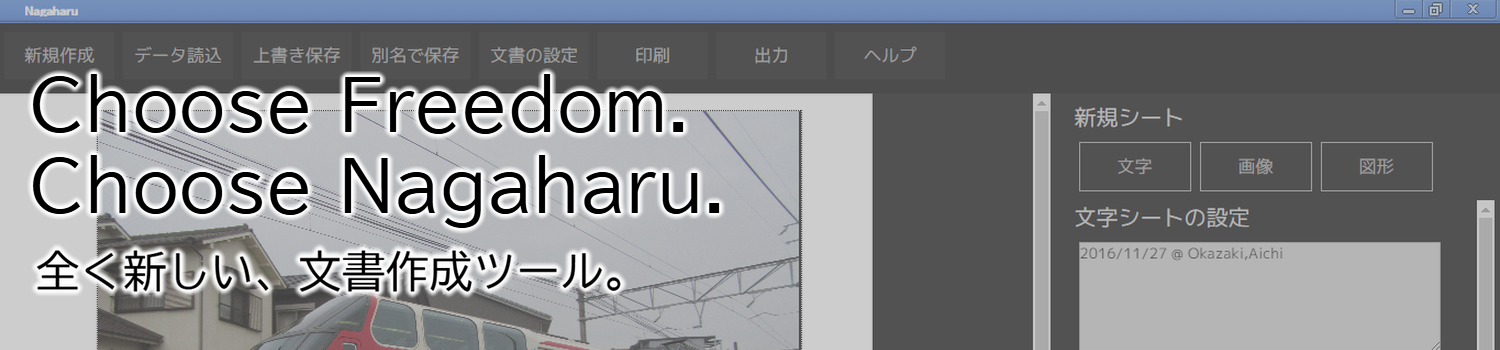 Nagaharu
新規作成 データ読込 上書き保存 別名で保存 文書の設定 印刷 出力 ヘルプ
Choose Freedom.
Choose Nagaharu.
全く新しい、文書作成ツール。
新規シート
文字 画像 図形
文字シートの設定
2016/11/27 @ Okazaki,Aichi